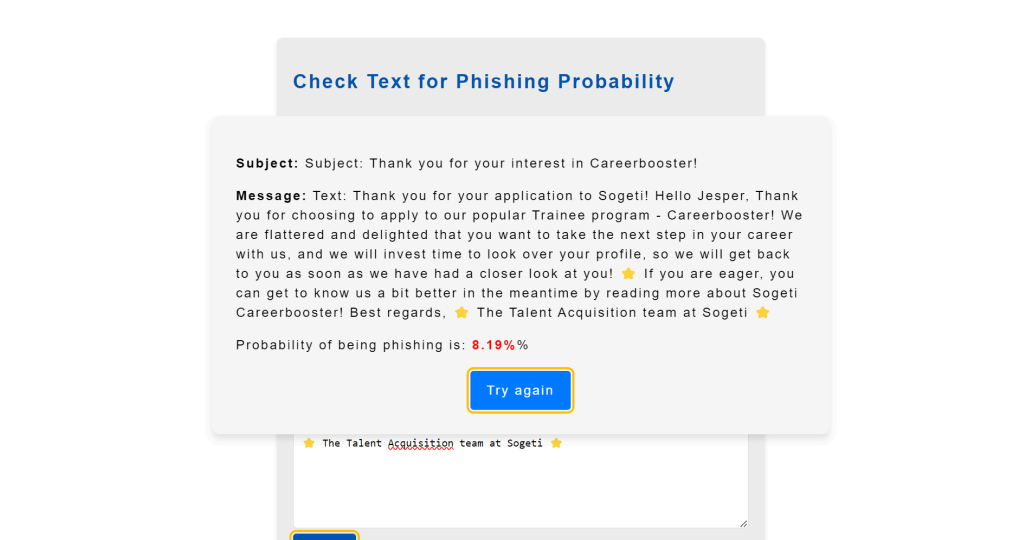 Check Text for Phishing Probability
Subject: Subject: Thank you for your interest in Careerbooster!
Message: Text: Thank you for your application to Sogeti! Hello Jesper, Thank
you for choosing to apply to our popular Trainee program - Careerbooster! We
are flattered and delighted that you want to take the next step in your career
with us, and we will invest time to look over your profile, so we will get back
to you as soon as we have had a closer look at you! ⭐ If you are eager, you
can get to know us a bit better in the meantime by reading more about Sogeti
Careerbooster! Best regards, ⭐ The Talent Acquisition team at Sogeti ⭐
Probability of being phishing is: 8.19%%
Try again
⭐ The Talent Acquisition team at Sogeti ⭐